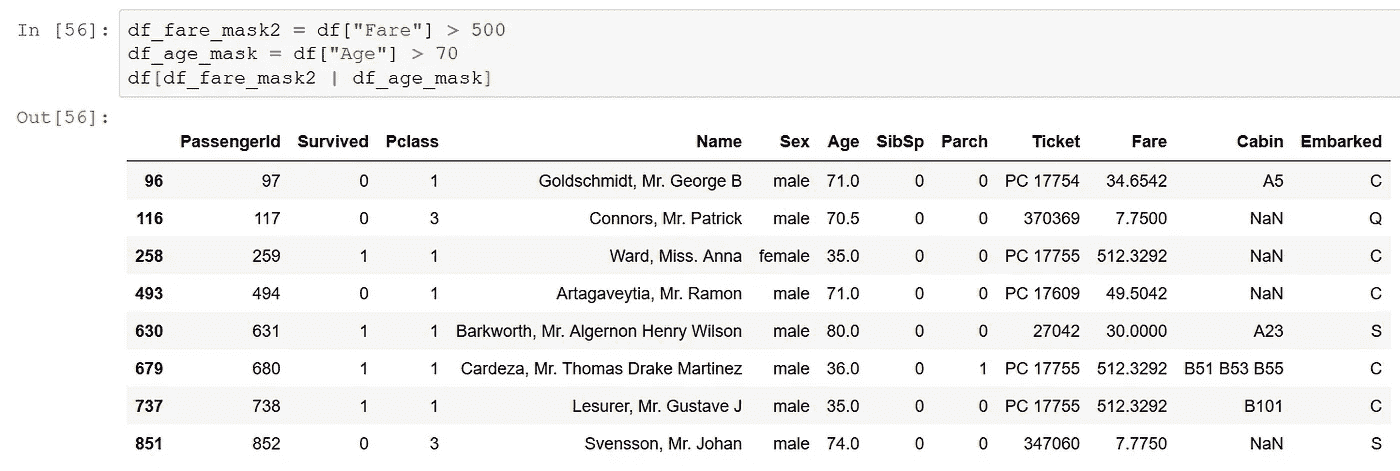 In [56]: df_fare_mask2 = df["Fare"] > 500
df_age_mask = df["Age"] > 70
df[df_fare_mask2 | df_age_mask]
Out[56]:
PassengerId Survived Pclass Name Sex Age SibSp Parch Ticket Fare Cabin Embarked
96 97 0 1 Goldschmidt, Mr. George B male 71.0 0 0 PC 17754 34.6542 A5 C
116 117 0 3 Connors, Mr. Patrick male 70.5 0 0 370369 7.7500 NaN Q
258 259 1 1 Ward, Miss. Anna female 35.0 0 0 PC 17755 512.3292 NaN C
493 494 0 1 Artagaveytia, Mr. Ramon male 71.0 0 0 PC 17609 49.5042 NaN C
630 631 1 1 Barkworth, Mr. Algernon Henry Wilson male 80.0 0 0 27042 30.0000 A23 S
679 680 1 1 Cardeza, Mr. Thomas Drake Martinez male 36.0 0 1 PC 17755 512.3292 B51 B53 B55 C
737 738 1 1 Lesurer, Mr. Gustave J male 35.0 0 0 PC 17755 512.3292 B101 C
851 852 0 3 Svensson, Mr. Johan male 74.0 0 0 347060 7.7750 NaN S